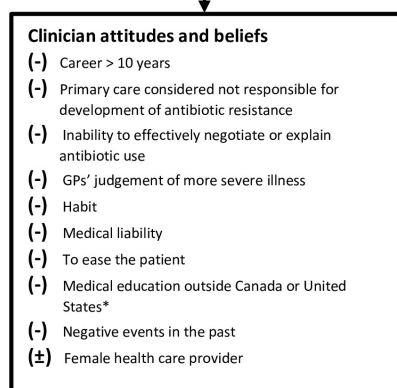 Clinician attitudes and beliefs
(-) Career > 10 years
(-) Primary care considered not responsible for
development of antibiotic resistance
(-) Inability to effectively negotiate or explain
antibiotic use
(-) GPs’ judgement of more severe illness
(-) Habit
(-) Medical liability
(-) To ease the patient
(-) Medical education outside Canada or United
States*
(-) Negative events in the past
(±) Female health care provider